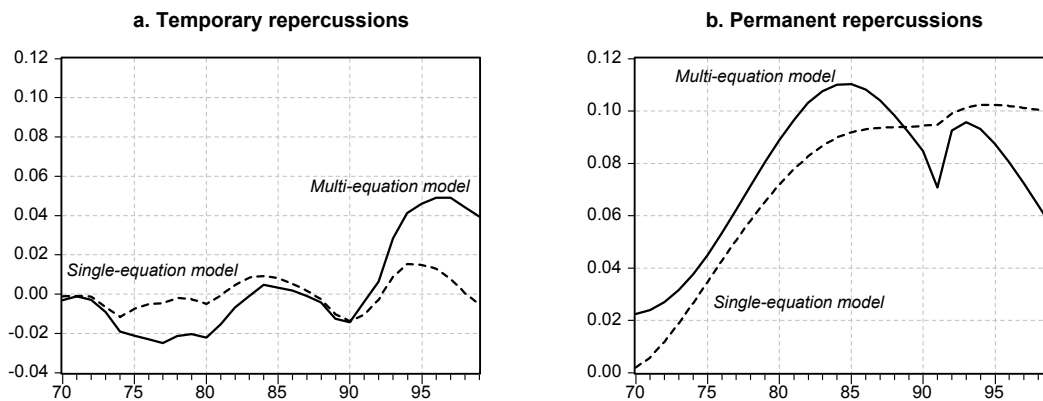 a. Temporary repercussions
0.12
0.10
0.08
0.06
0.04
0.02
0.00
-0.02
-0.04
Multi-equation model
Single-equation model
70 75 80 85 90 95
b. Permanent repercussions
0.12
0.10
0.08
0.06
0.04
0.02
0.00
Multi-equation model
Single-equation model
70 75 80 85 90 95